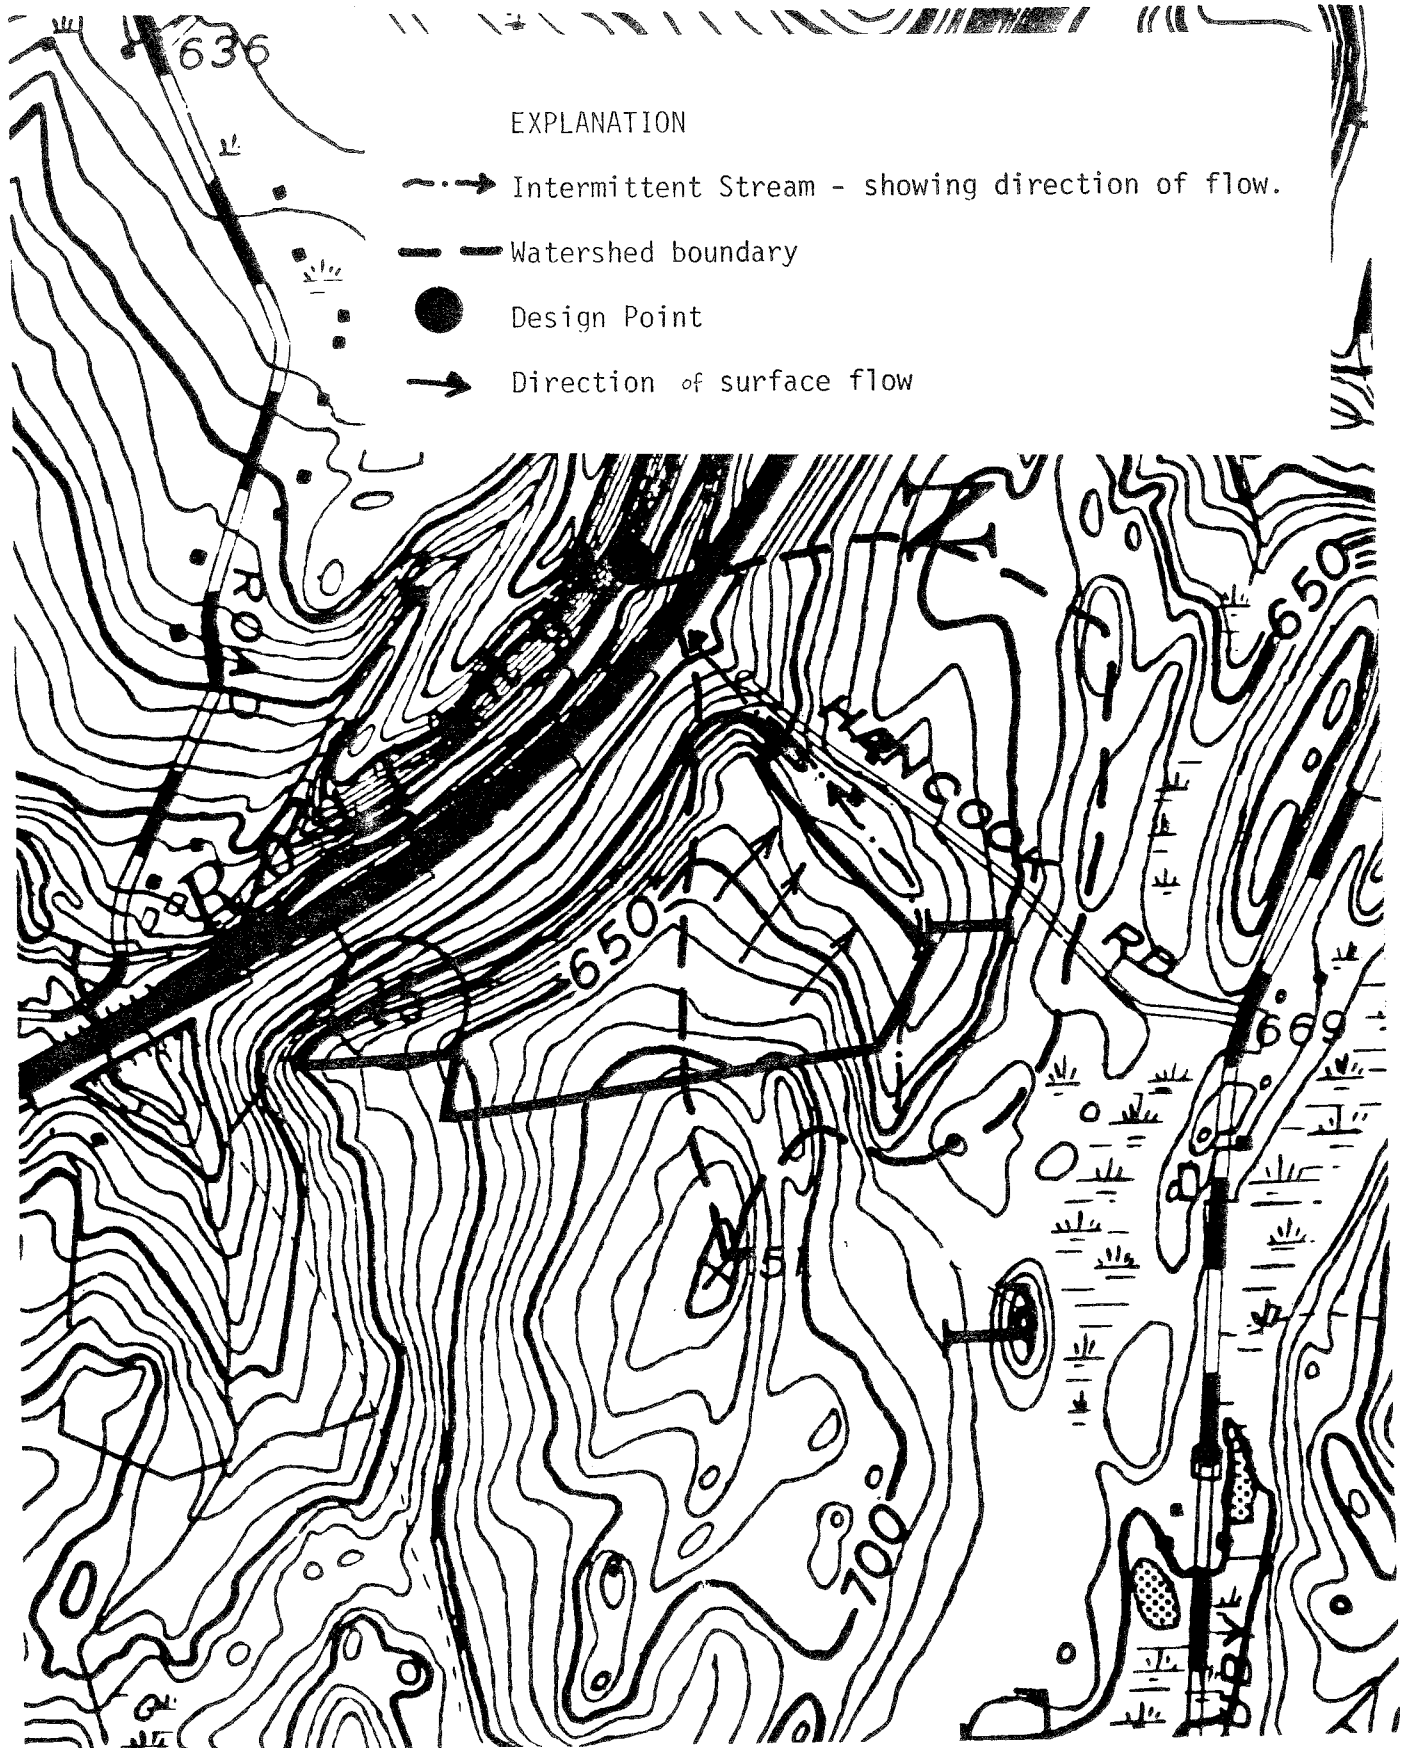 636
EXPLANATION
Intermittent Stream - showing direction of flow.
Watershed boundary
Design Point
Direction of surface flow
N
650
ROAD
HANCOCK
650
RD
669
700